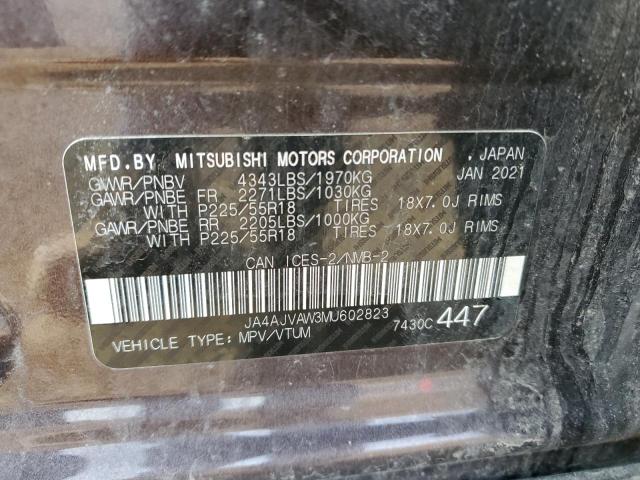 MFD.BY MITSUBISHI MOTORS CORPORATION , JAPAN
GVWR/PNBV 4343LBS/1970KG JAN 2021
GAWR/PNBE FR 2271LBS/1030KG
WITH P225/55R18 TIRES 18X7.0J RIMS
GAWR/PNBE RR 2205LBS/1000KG
WITH P225/55R18 TIRES 18X7.0J RIMS
CAN ICES-2/NMB-2
JA4AJVAW3MU602823
VEHICLE TYPE: MPV/VTUM 7430C 447